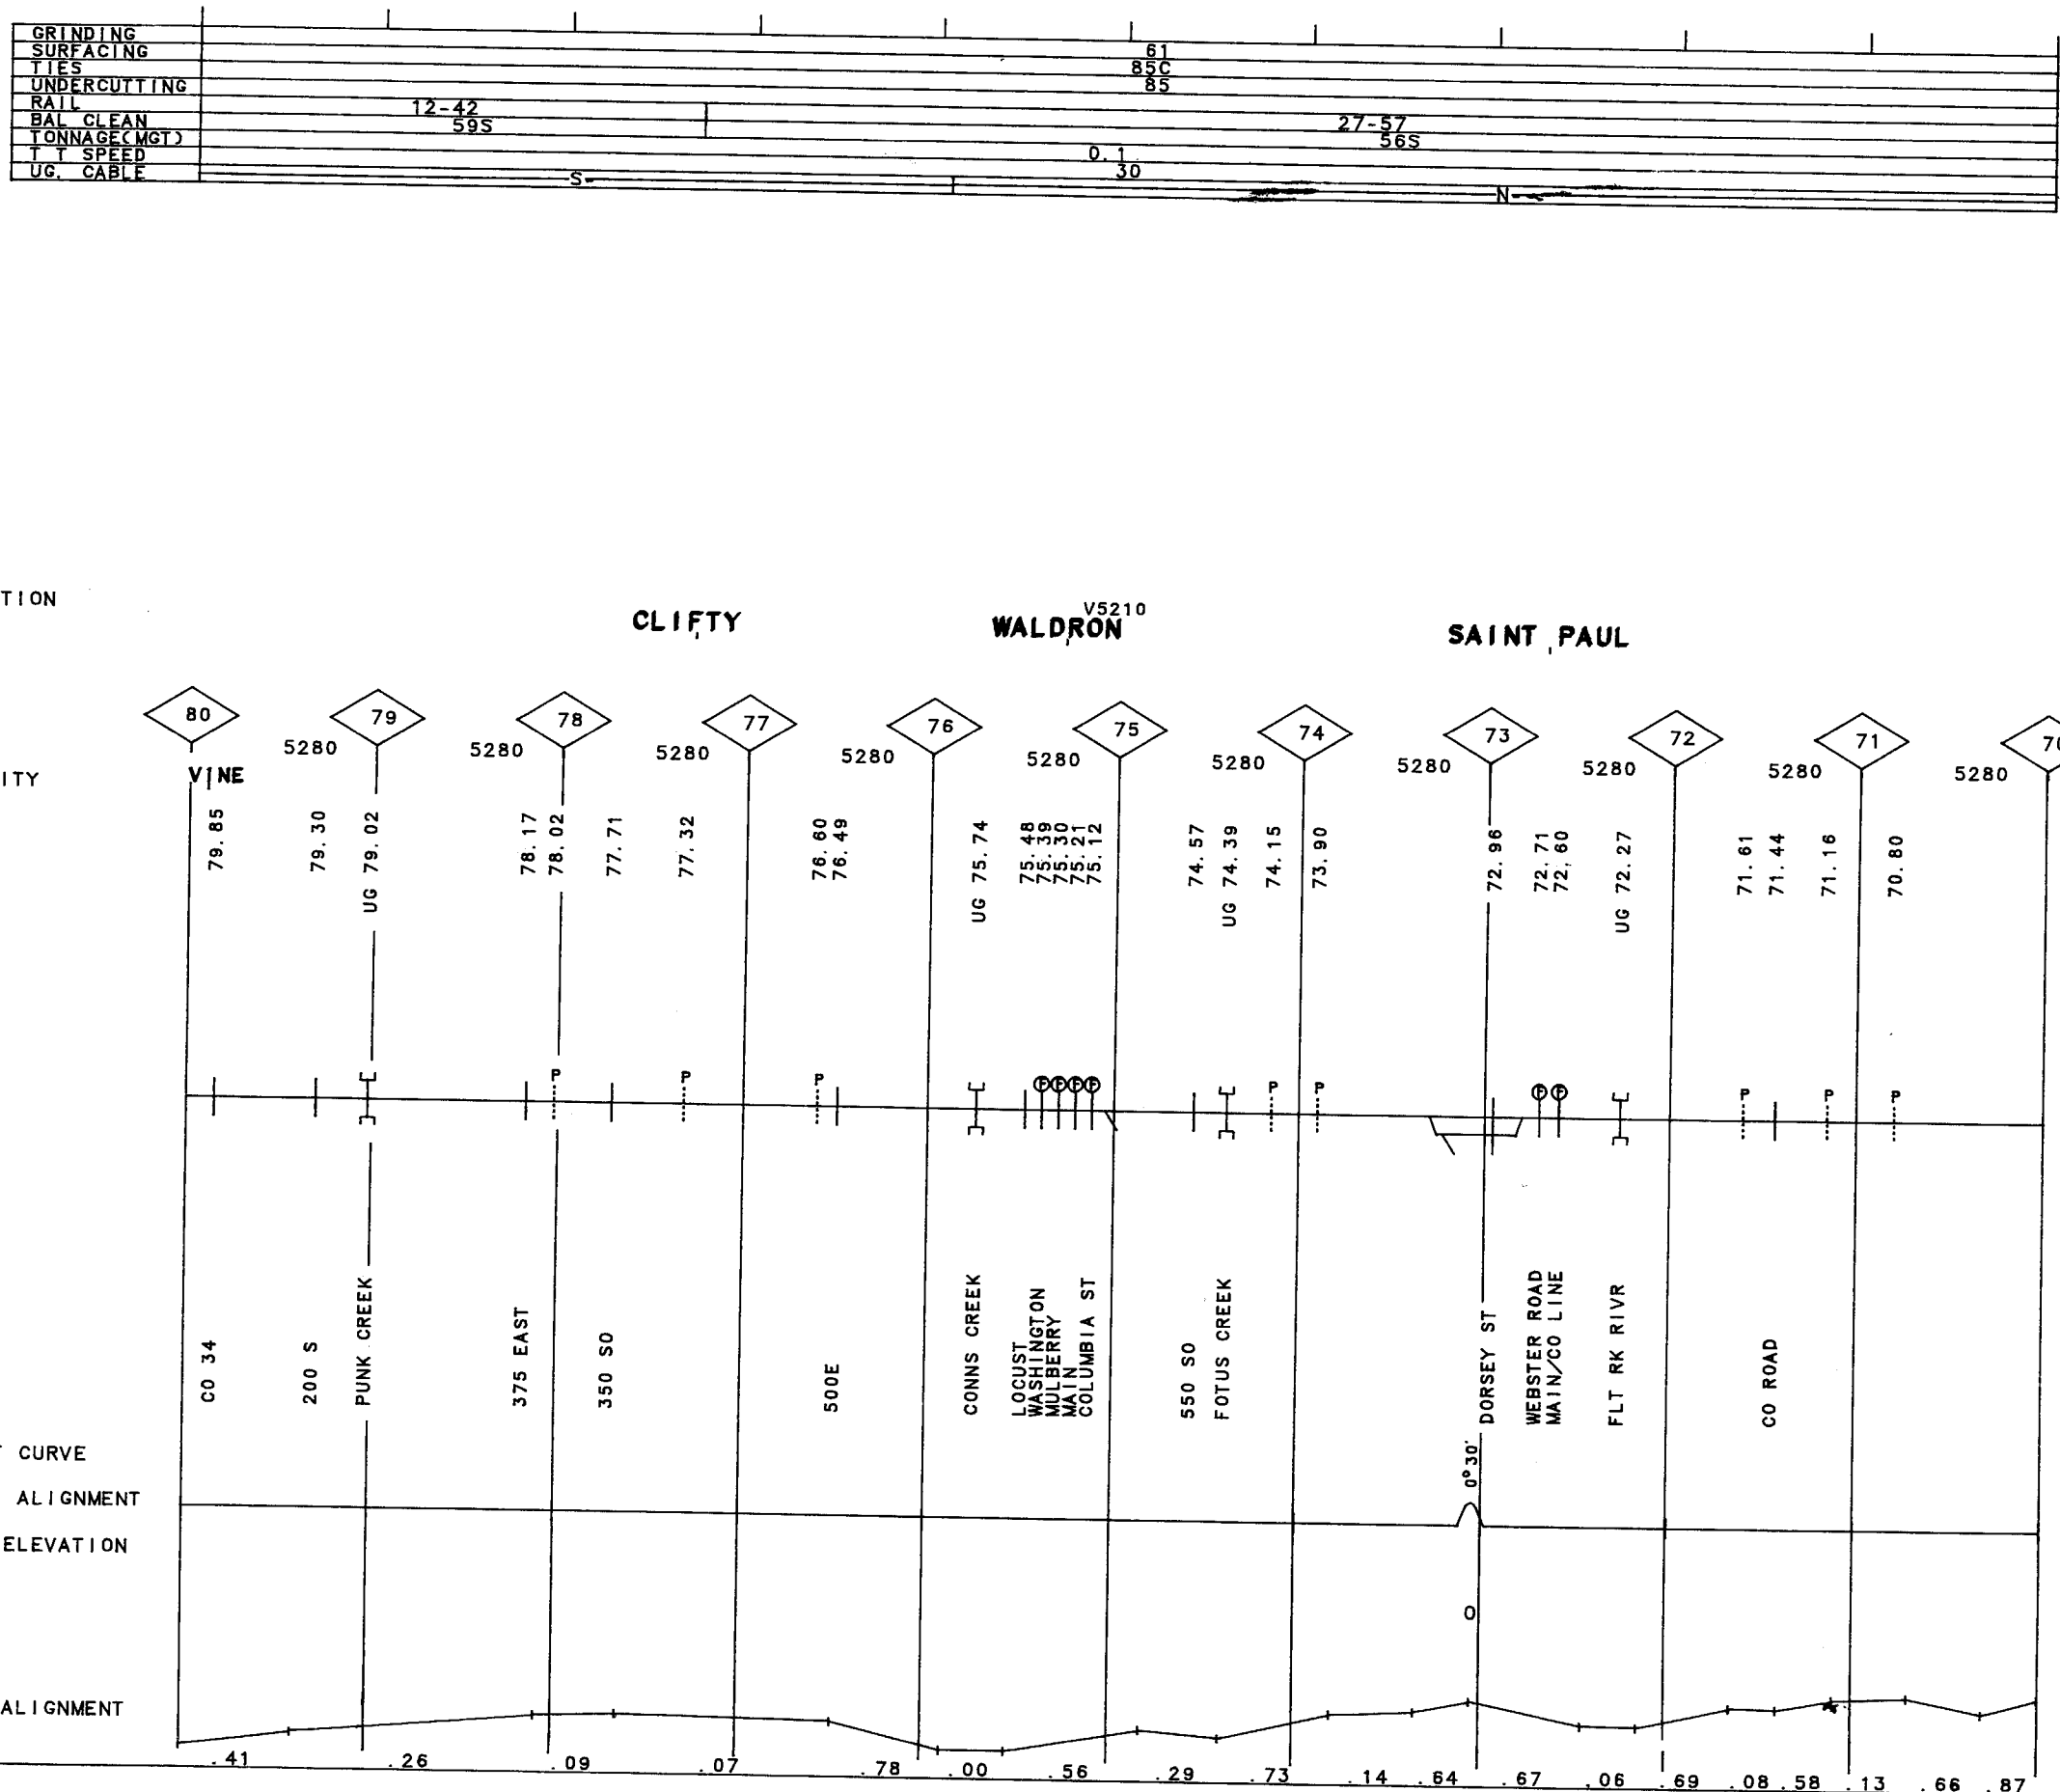 GRINDING
SURFACING 61
TIES 85C
UNDERCUTTING 85
RAIL 12-42 27-57
BAL CLEAN 59S 56S
TONNAGE(MGT) 0.1
T T SPEED 30
UG. CABLE S N
TION
CLIFTY WALDRON V5210 SAINT PAUL
80 79 78 77 76 75 74 73 72 71
5280 5280 5280 5280 5280 5280 5280 5280 5280 5280
ITY
VINE
79.85 79.30 UG 79.02 78.17 78.02 77.71 77.32 76.60 76.49 UG 75.74 75.48 75.39 75.30 75.21 75.12 74.57 UG 74.39 74.15 73.90 72.96 72.71 72.60 UG 72.27 71.61 71.44 71.16 70.80
P P P F F F F P P F F P P P
CO 34
200 S
PUNK CREEK
375 EAST
350 SO
500E
CONNS CREEK
LOCUST
WASHINGTON
MULBERRY
MAIN
COLUMBIA ST
550 SO
FOTUS CREEK
DORSEY ST
WEBSTER ROAD
MAIN/CO LINE
FLT RK RIVR
CO ROAD
CURVE
0°30'
ALIGNMENT
ELEVATION
0
ALIGNMENT
.41 .26 .09 .07 .78 .00 .56 .29 .73 .14 .64 .67 .06 .69 .08 .58 .13 .66 .87